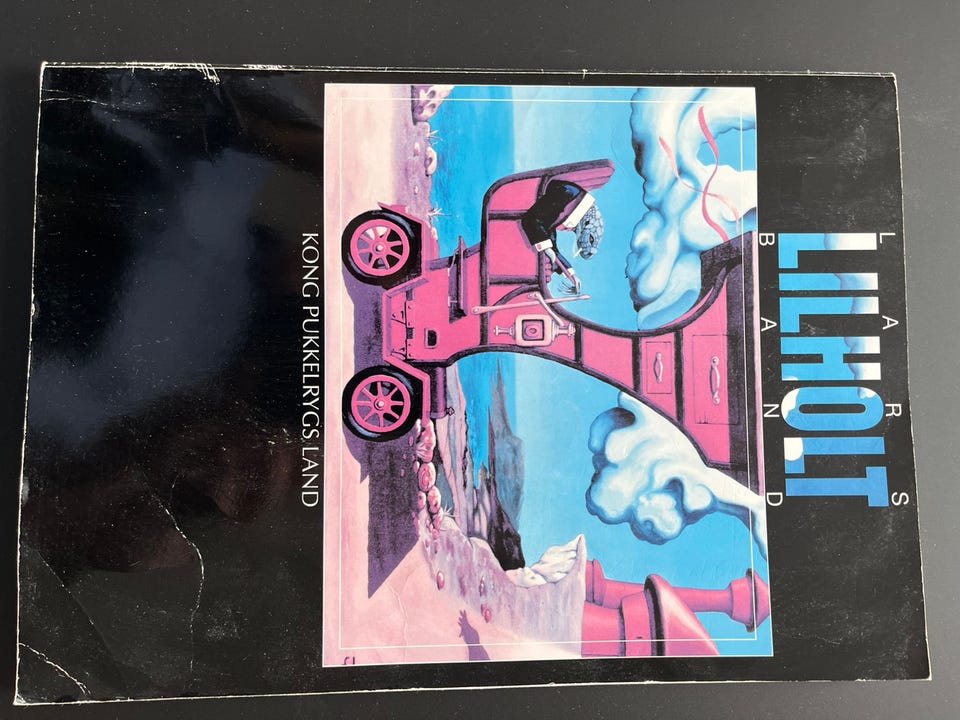 LARS
LILHOLT
BAND
KONG PUKKELRYGS LAND